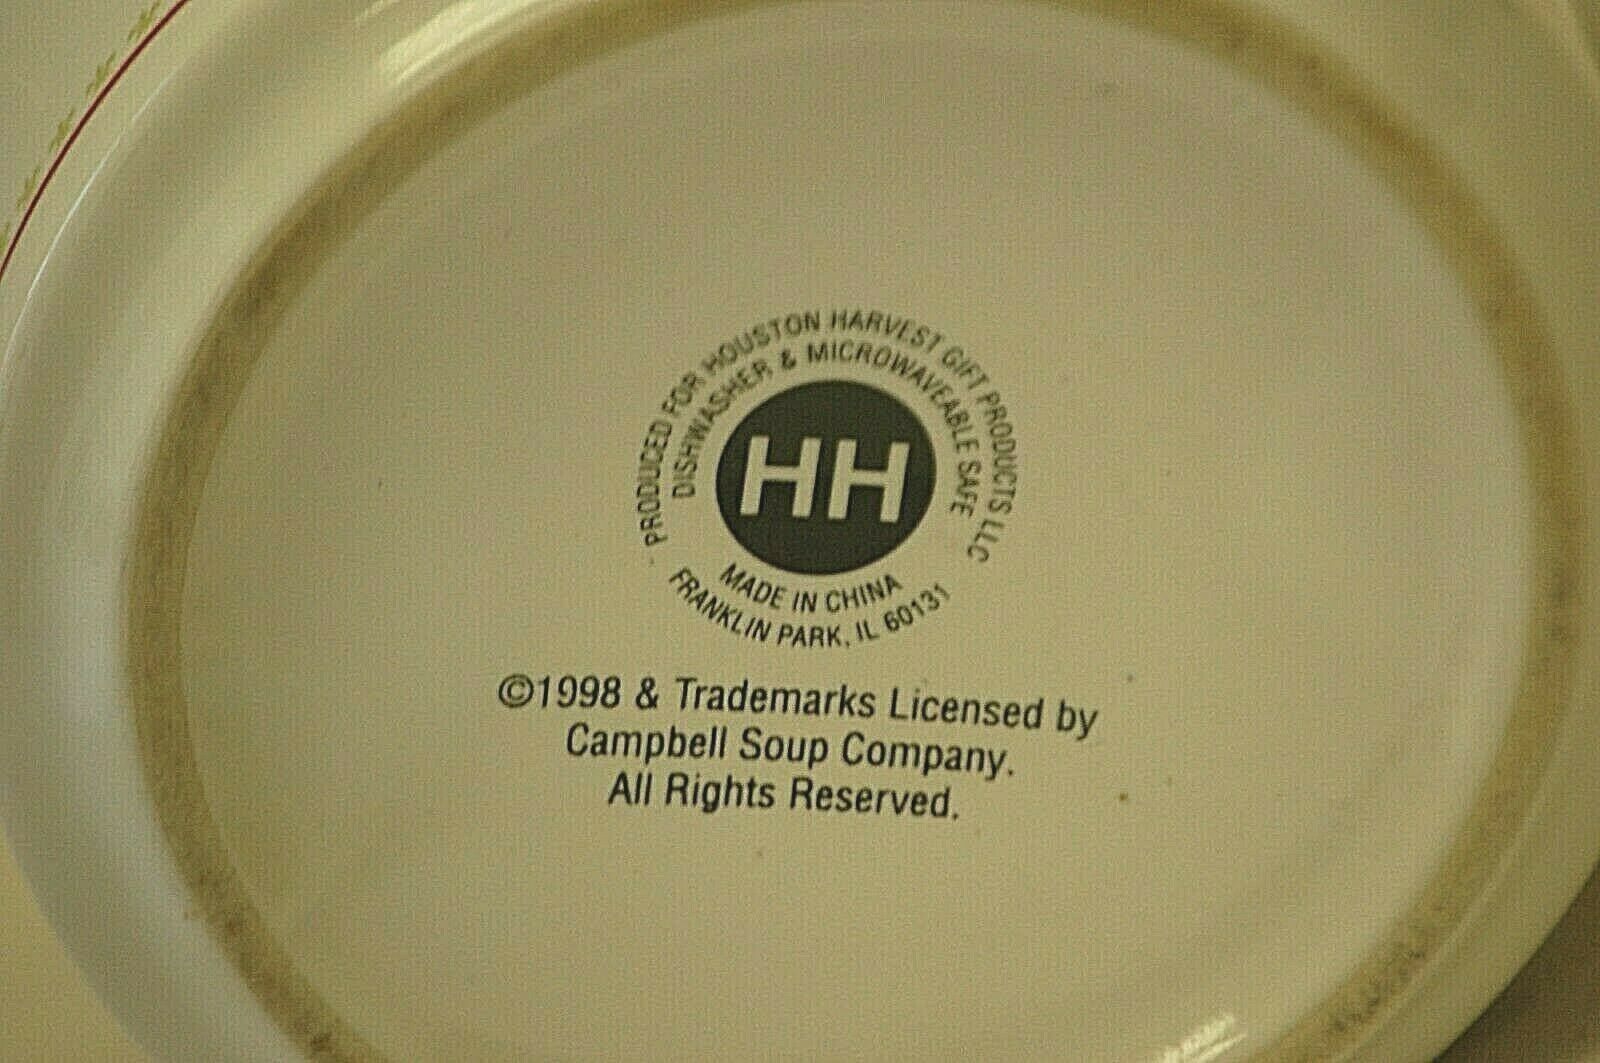 PRODUCED FOR HOUSTON HARVEST GIFT PRODUCTS LLC
DISHWASHER & MICROWAVEABLE SAFE
HH
MADE IN CHINA
FRANKLIN PARK, IL 60131
©1998 & Trademarks Licensed by
Campbell Soup Company.
All Rights Reserved.